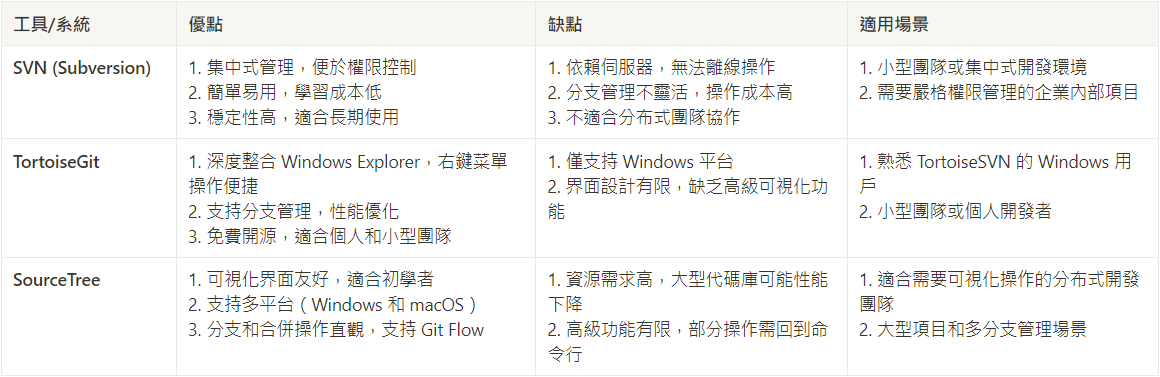 工具/系統
優點
缺点
適用場景
SVN (Subversion)
1. 集中式管理，便於權限控制
2. 簡單易用，學習成本低
3. 穩定性高，適合長期使用
1. 依賴伺服器，無法離線操作
2. 分支管理不靈活，操作成本高
3. 不適合分布式團隊協作
1. 小型團隊或集中式開發環境
2. 需要嚴格權限管理的企業內部項目
TortoiseGit
1. 深度整合 Windows Explorer，右鍵菜單
操作便捷
2. 支持分支管理，性能優化
3. 免費開源，適合個人和小型團隊
1. 僅支持 Windows 平台
2. 界面設計有限，缺乏高級可視化功
能
1. 熟悉 TortoiseSVN 的 Windows 用
戶
2. 小型團隊或個人開發者
SourceTree
1. 可視化界面友好，適合初學者
2. 支持多平台（Windows 和 macOS）
3. 分支和合併操作直觀，支持 Git Flow
1. 資源需求高，大型代碼庫可能性能
下降
2. 高級功能有限，部分操作需回到命
令行
1. 適合需要可視化操作的分布式開發
團隊
2. 大型項目和多分支管理場景